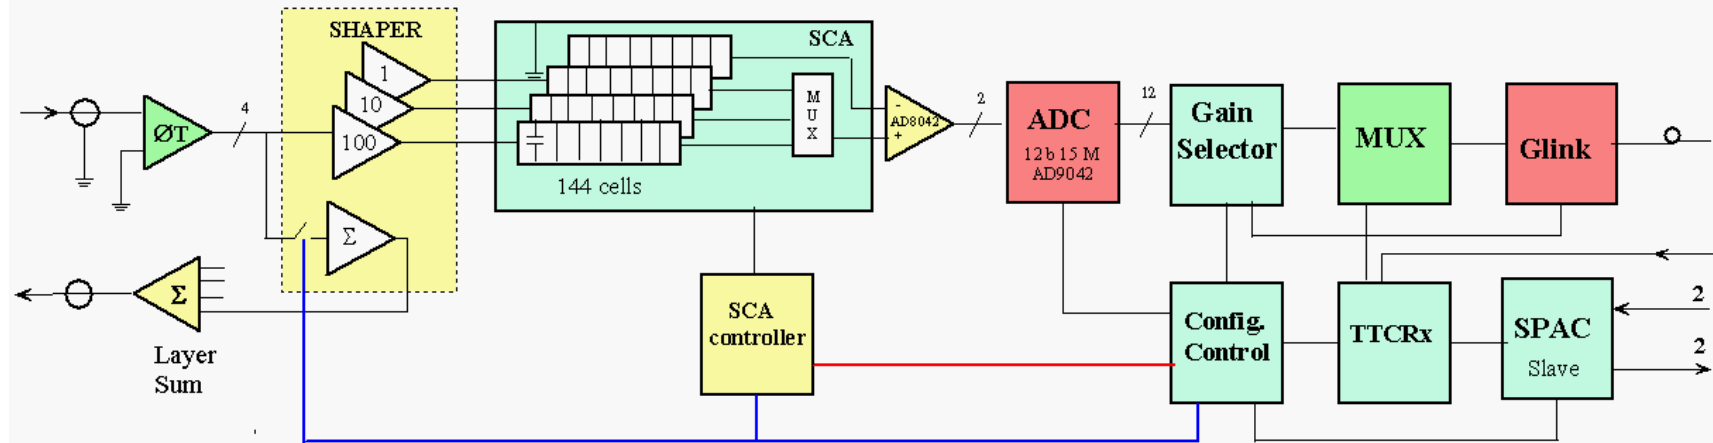 SHAPER
SCA
1
10
100
ØT
4
144 cells
M
U
X
-
AD8042
+
2
ADC
12 b 15 M
AD9042
12
Gain
Selector
MUX
Glink
Σ
Σ
Layer
Sum
SCA
controller
Config.
Control
TTCRx
SPAC
Slave
2
2